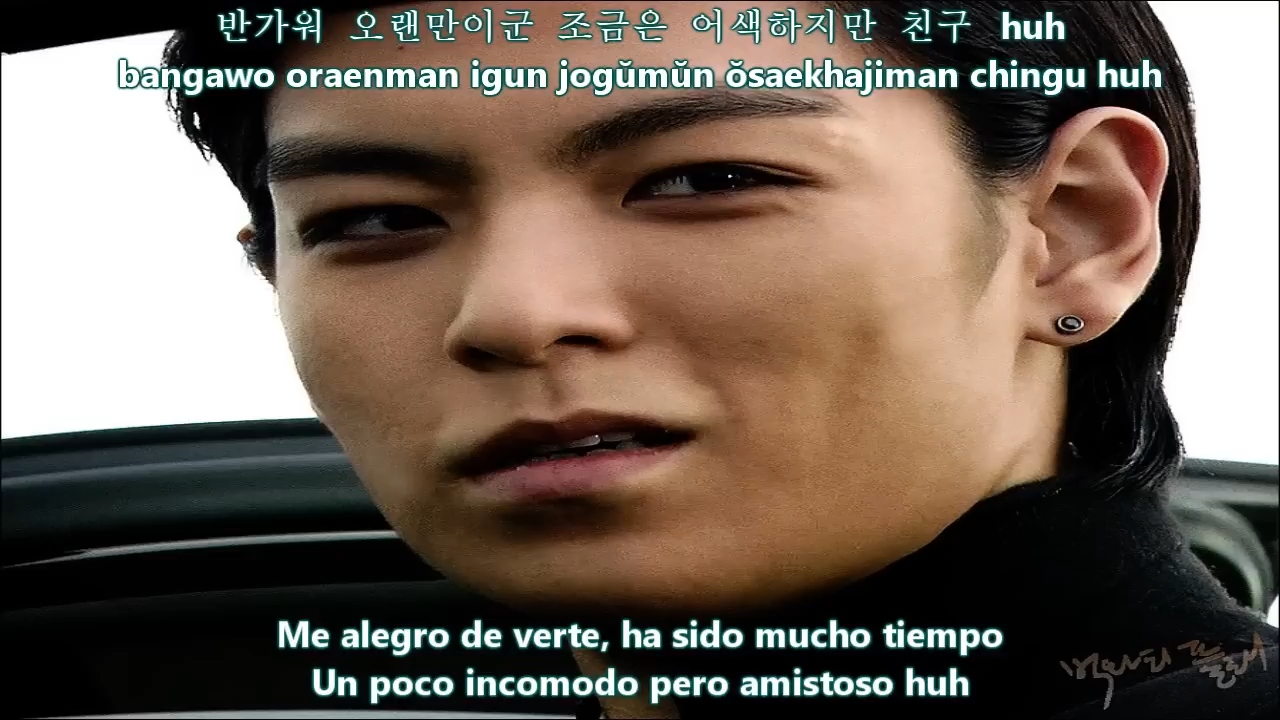 반가워 오랜만이군 조금은 어색하지만 친구 huh
bangawo oraenman igun jogŭmŭn ŏsaekhajiman chingu huh
Me alegro de verte, ha sido mucho tiempo
Un poco incomodo pero amistoso huh